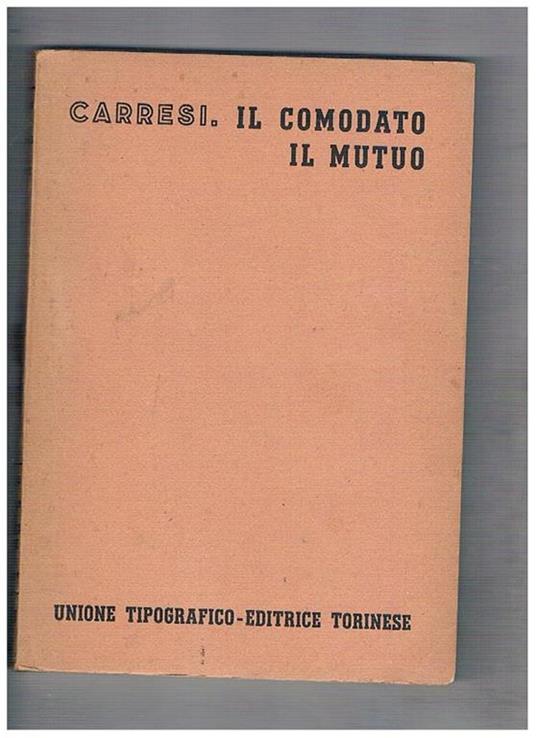 CARRESI. IL COMODATO
IL MUTUO
UNIONE TIPOGRAFICO-EDITRICE TORINESE